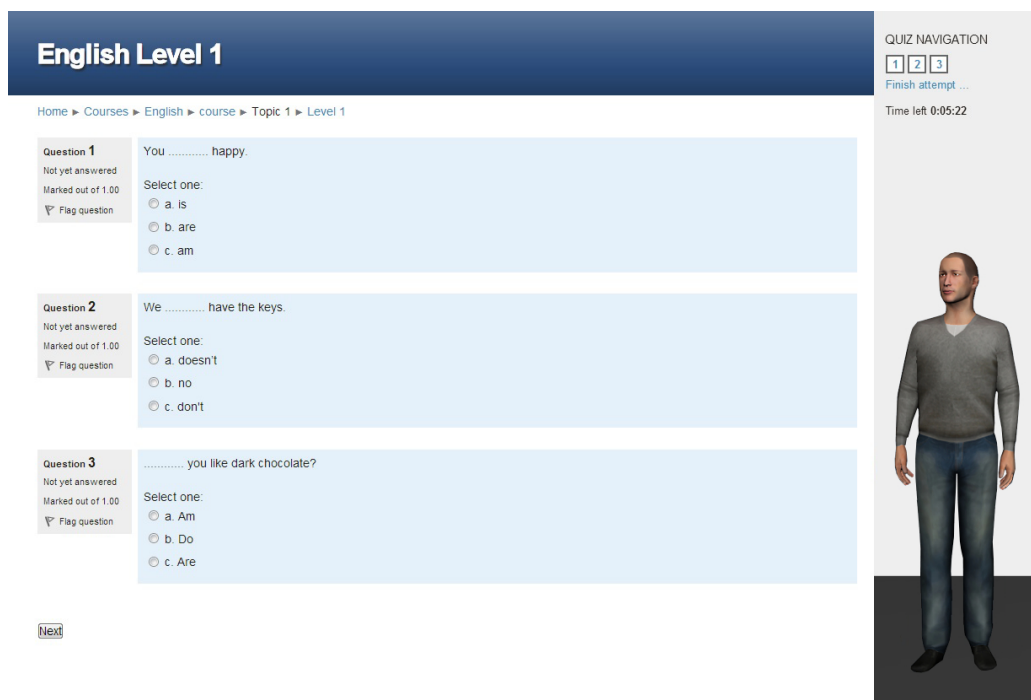 English Level 1
Home ► Courses ► English ► course ► Topic 1 ► Level 1
Question 1
Not yet answered
Marked out of 1.00
Flag question
You ............ happy.
Select one:
a. is
b. are
c. am
Question 2
Not yet answered
Marked out of 1.00
Flag question
We ............ have the keys.
Select one:
a. doesn't
b. no
c. don't
Question 3
Not yet answered
Marked out of 1.00
Flag question
............ you like dark chocolate?
Select one:
a. Am
b. Do
c. Are
Next
QUIZ NAVIGATION
1 2 3
Finish attempt ...
Time left 0:05:22